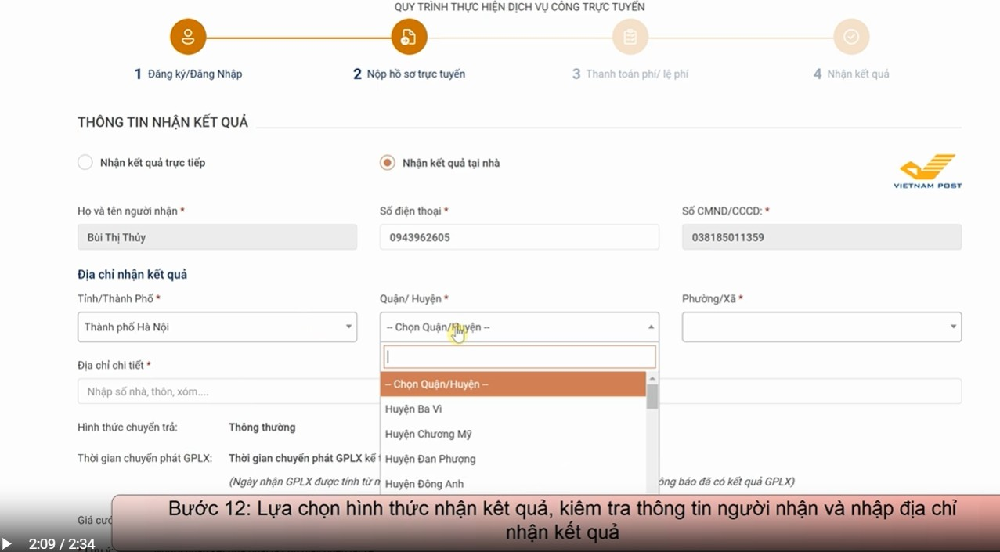 QUY TRÌNH THỰC HIỆN DỊCH VỤ CÔNG TRỰC TUYẾN
1 Đăng ký/Đăng Nhập
2 Nộp hồ sơ trực tuyến
3 Thanh toán phí/ lệ phí
4 Nhận kết quả
THÔNG TIN NHẬN KẾT QUẢ
Nhận kết quả trực tiếp
Nhận kết quả tại nhà
VIETNAM POST
Họ và tên người nhận *
Số điện thoại *
Số CMND/CCCD: *
Bùi Thị Thủy
0943962605
038185011359
Địa chỉ nhận kết quả
Tỉnh/Thành Phố *
Quận/ Huyện *
Phường/Xã *
Thành phố Hà Nội
-- Chọn Quận/Huyện --
Địa chỉ chi tiết *
-- Chọn Quận/Huyện --
Nhập số nhà, thôn, xóm....
Huyện Ba Vì
Hình thức chuyển trả: Thông thường
Huyện Chương Mỹ
Thời gian chuyển phát GPLX: Thời gian chuyển phát GPLX kể
Huyện Đan Phượng
(Ngày nhận GPLX được tính từ
Huyện Đông Anh
báo đã có kết quả GPLX)
Giá
Bước 12: Lựa chọn hình thức nhận kêt quả, kiêm tra thông tin người nhận và nhập địa chỉ
nhận kết quả
2:09 / 2:34